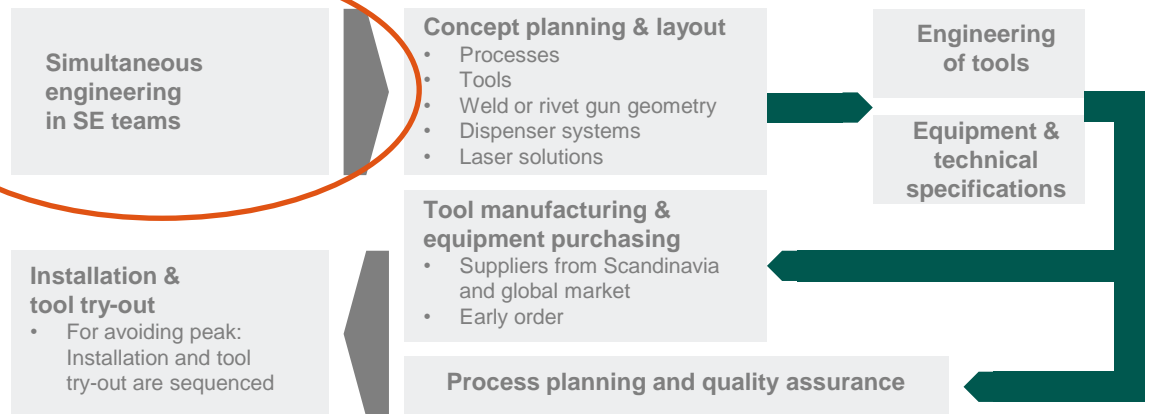 Simultaneous
engineering
in SE teams
Concept planning & layout
• Processes
• Tools
• Weld or rivet gun geometry
• Dispenser systems
• Laser solutions
Engineering
of tools
Equipment &
technical
specifications
Tool manufacturing &
equipment purchasing
• Suppliers from Scandinavia
and global market
• Early order
Installation &
tool try-out
• For avoiding peak:
Installation and tool
try-out are sequenced
Process planning and quality assurance